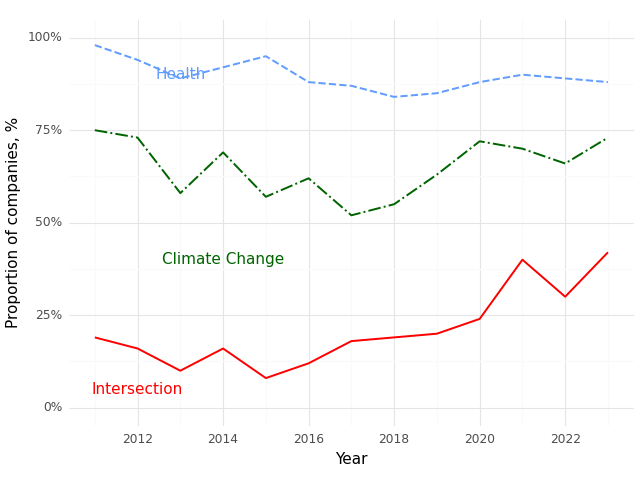 100%
Health
75%
50%
Climate Change
25%
Intersection
0%
2012 2014 2016 2018 2020 2022
Year
Proportion of companies, %